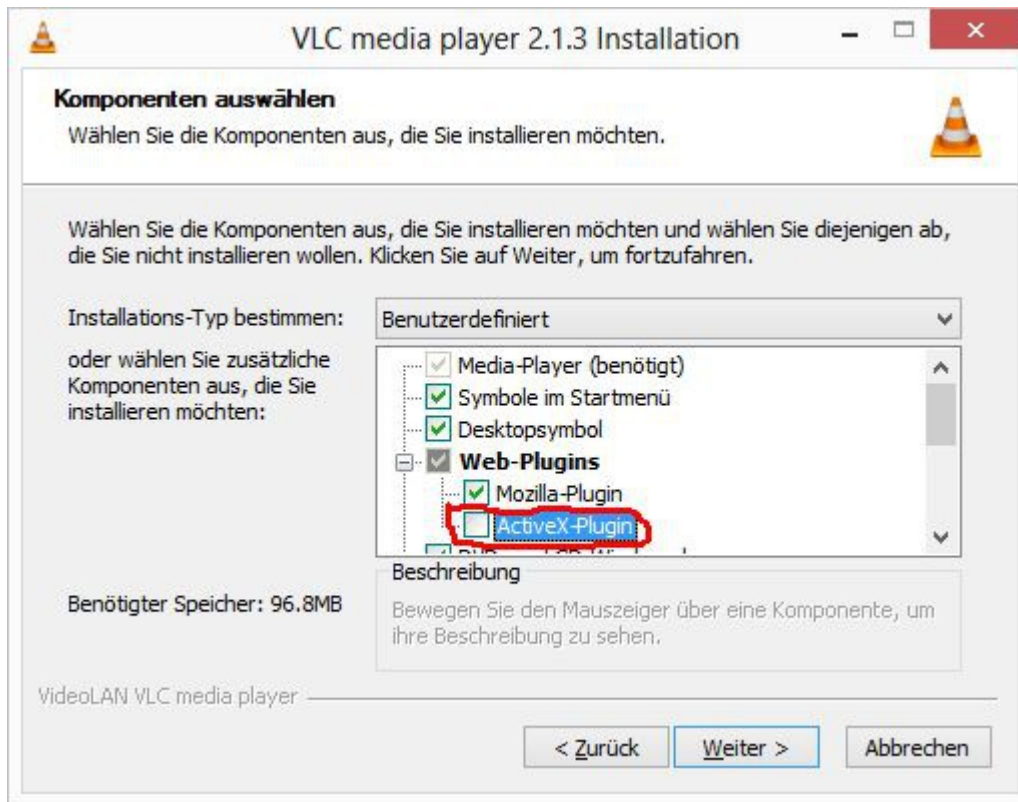 VLC media player 2.1.3 Installation
Komponenten auswählen
Wählen Sie die Komponenten aus, die Sie installieren möchten.
Wählen Sie die Komponenten aus, die Sie installieren möchten und wählen Sie diejenigen ab,
die Sie nicht installieren wollen. Klicken Sie auf Weiter, um fortzufahren.
Installations-Typ bestimmen:
Benutzerdefiniert
oder wählen Sie zusätzliche
Komponenten aus, die Sie
installieren möchten:
Media-Player (benötigt)
Symbole im Startmenü
Desktopsymbol
Web-Plugins
Mozilla-Plugin
ActiveX-Plugin
Benötigter Speicher: 96.8MB
Beschreibung
Bewegen Sie den Mauszeiger über eine Komponente, um
ihre Beschreibung zu sehen.
VideoLAN VLC media player
< Zurück
Weiter >
Abbrechen